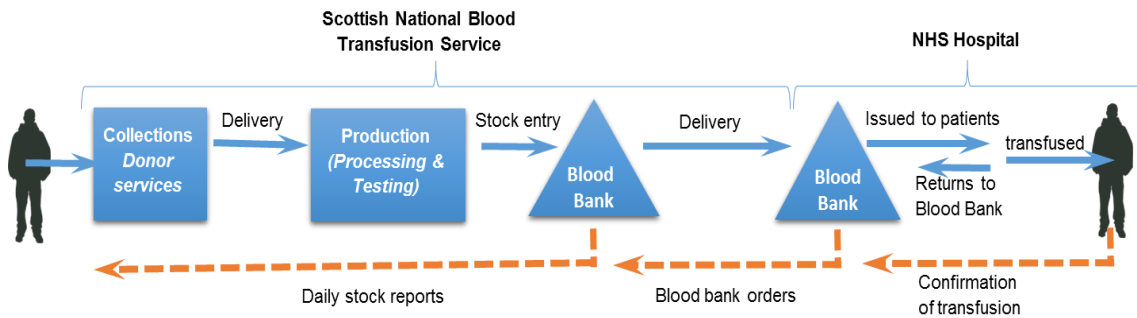 Scottish National Blood
Transfusion Service
NHS Hospital
Collections
Donor
services
Delivery
Production
(Processing &
Testing)
Stock entry
Blood
Bank
Delivery
Blood
Bank
Issued to patients
Returns to
Blood Bank
transfused
Daily stock reports
Blood bank orders
Confirmation
of transfusion